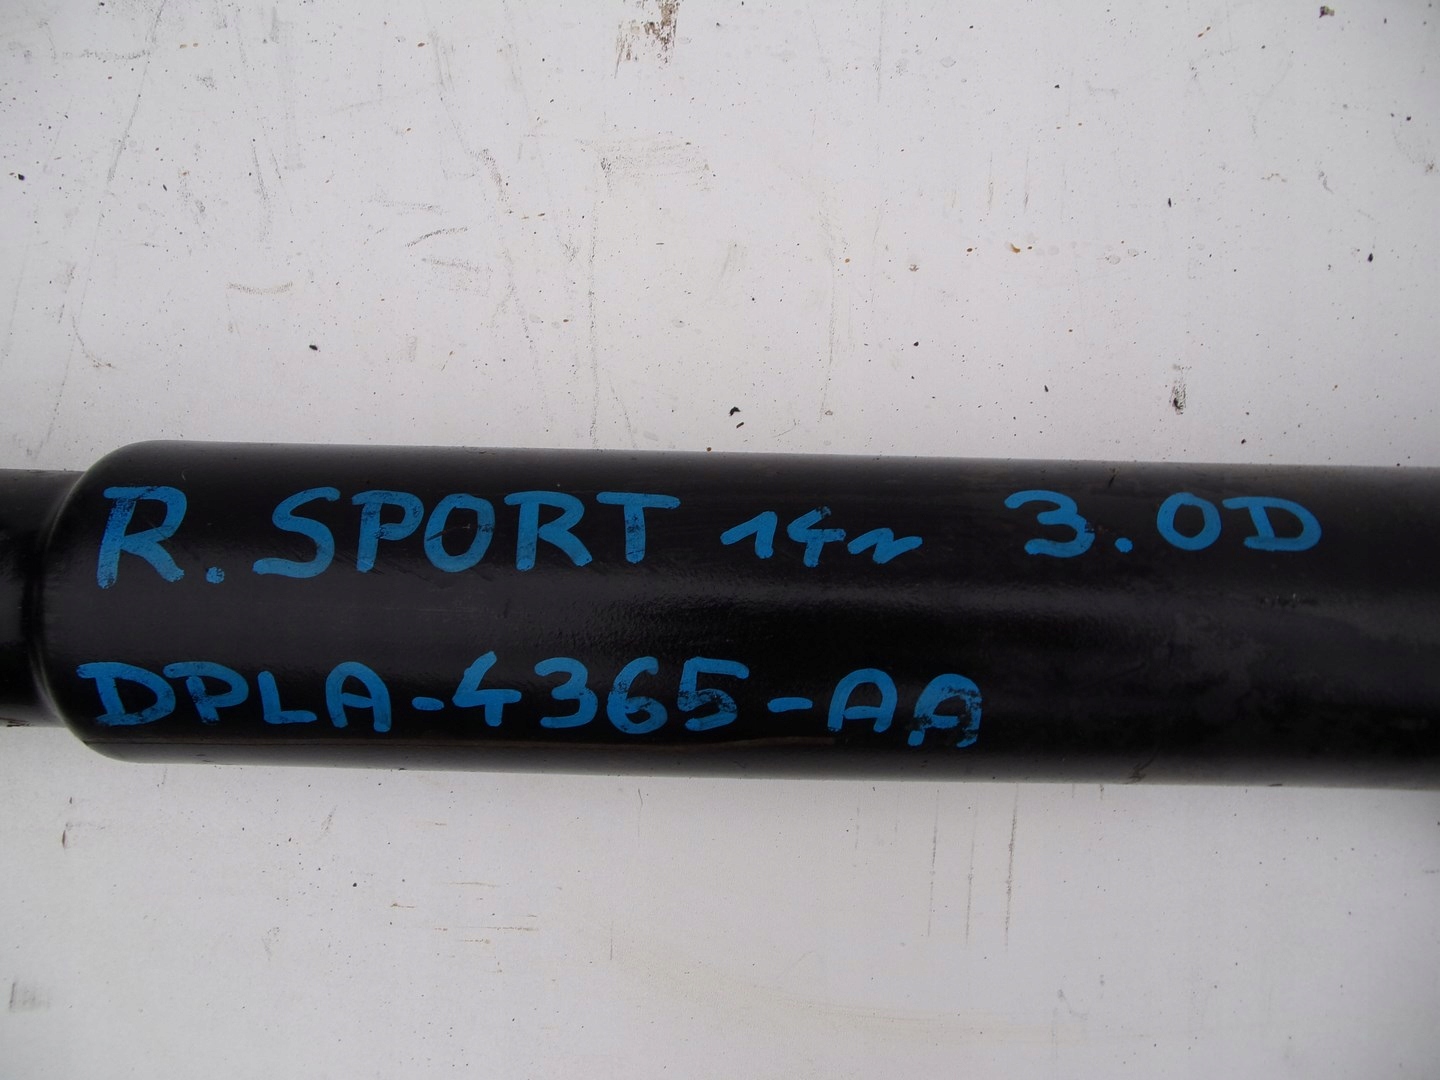 R. SPORT 14r 3.0D
DPLA-4365-AA